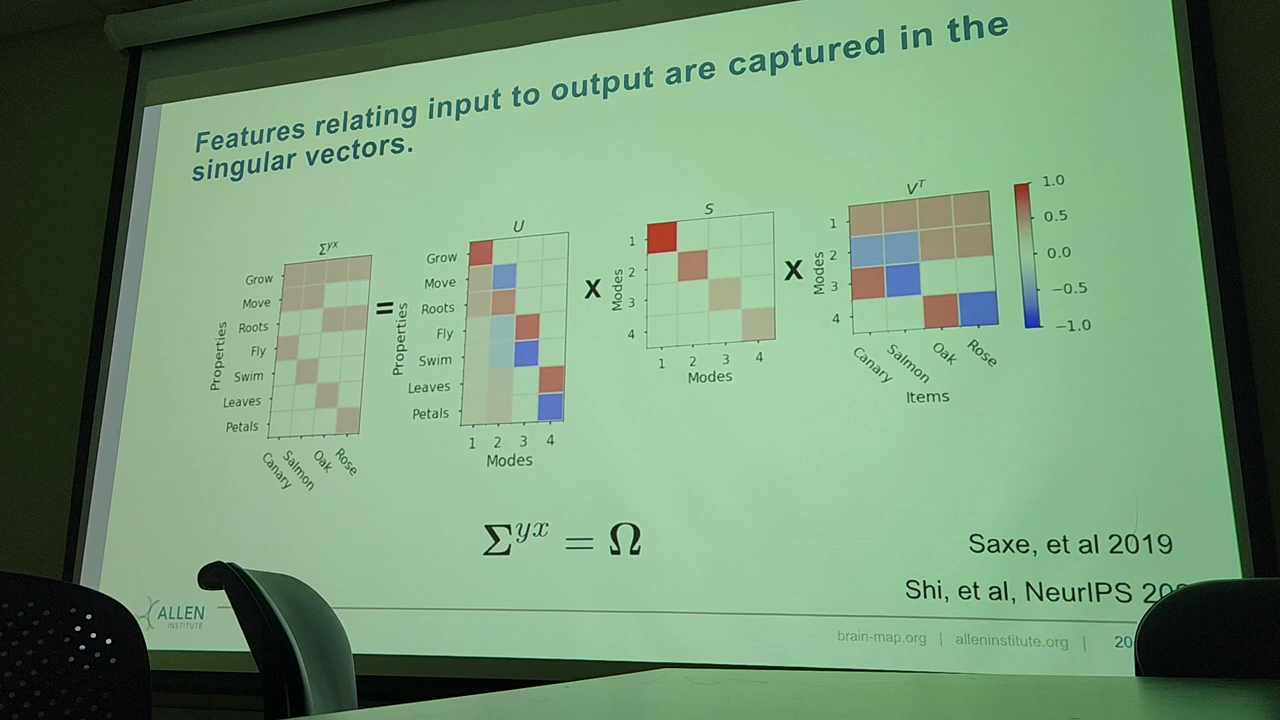 Features relating input to output are captured in the
singular vectors.
Σʸˣ
Properties
Grow
Move
Roots
Fly
Swim
Leaves
Petals
Canary
Salmon
Oak
Rose
=
U
Properties
Grow
Move
Roots
Fly
Swim
Leaves
Petals
1 2 3 4
Modes
X
S
Modes
1
2
3
4
1 2 3 4
Modes
X
Vᵀ
Modes
1
2
3
4
Canary
Salmon
Oak
Rose
Items
1.0
0.5
0.0
−0.5
−1.0
Σʸˣ = Ω
Saxe, et al 2019
Shi, et al, NeurIPS
ALLEN
INSTITUTE
brain-map.org | alleninstitute.org | 20